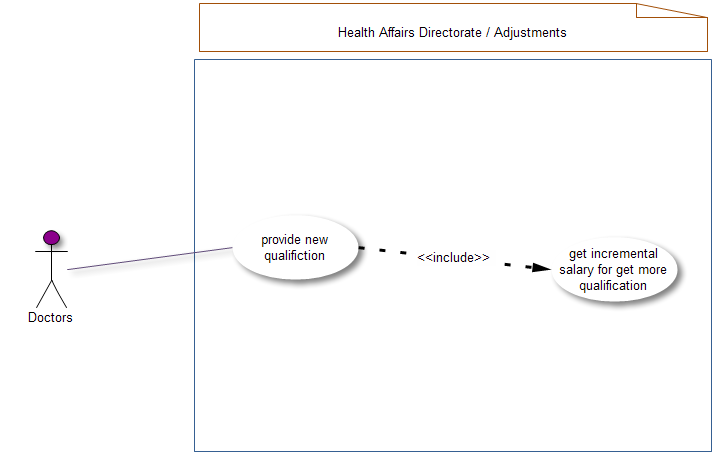 Health Affairs Directorate / Adjustments
provide new
qualifiction
<<include>>
get incremental
salary for get more
qualification
Doctors